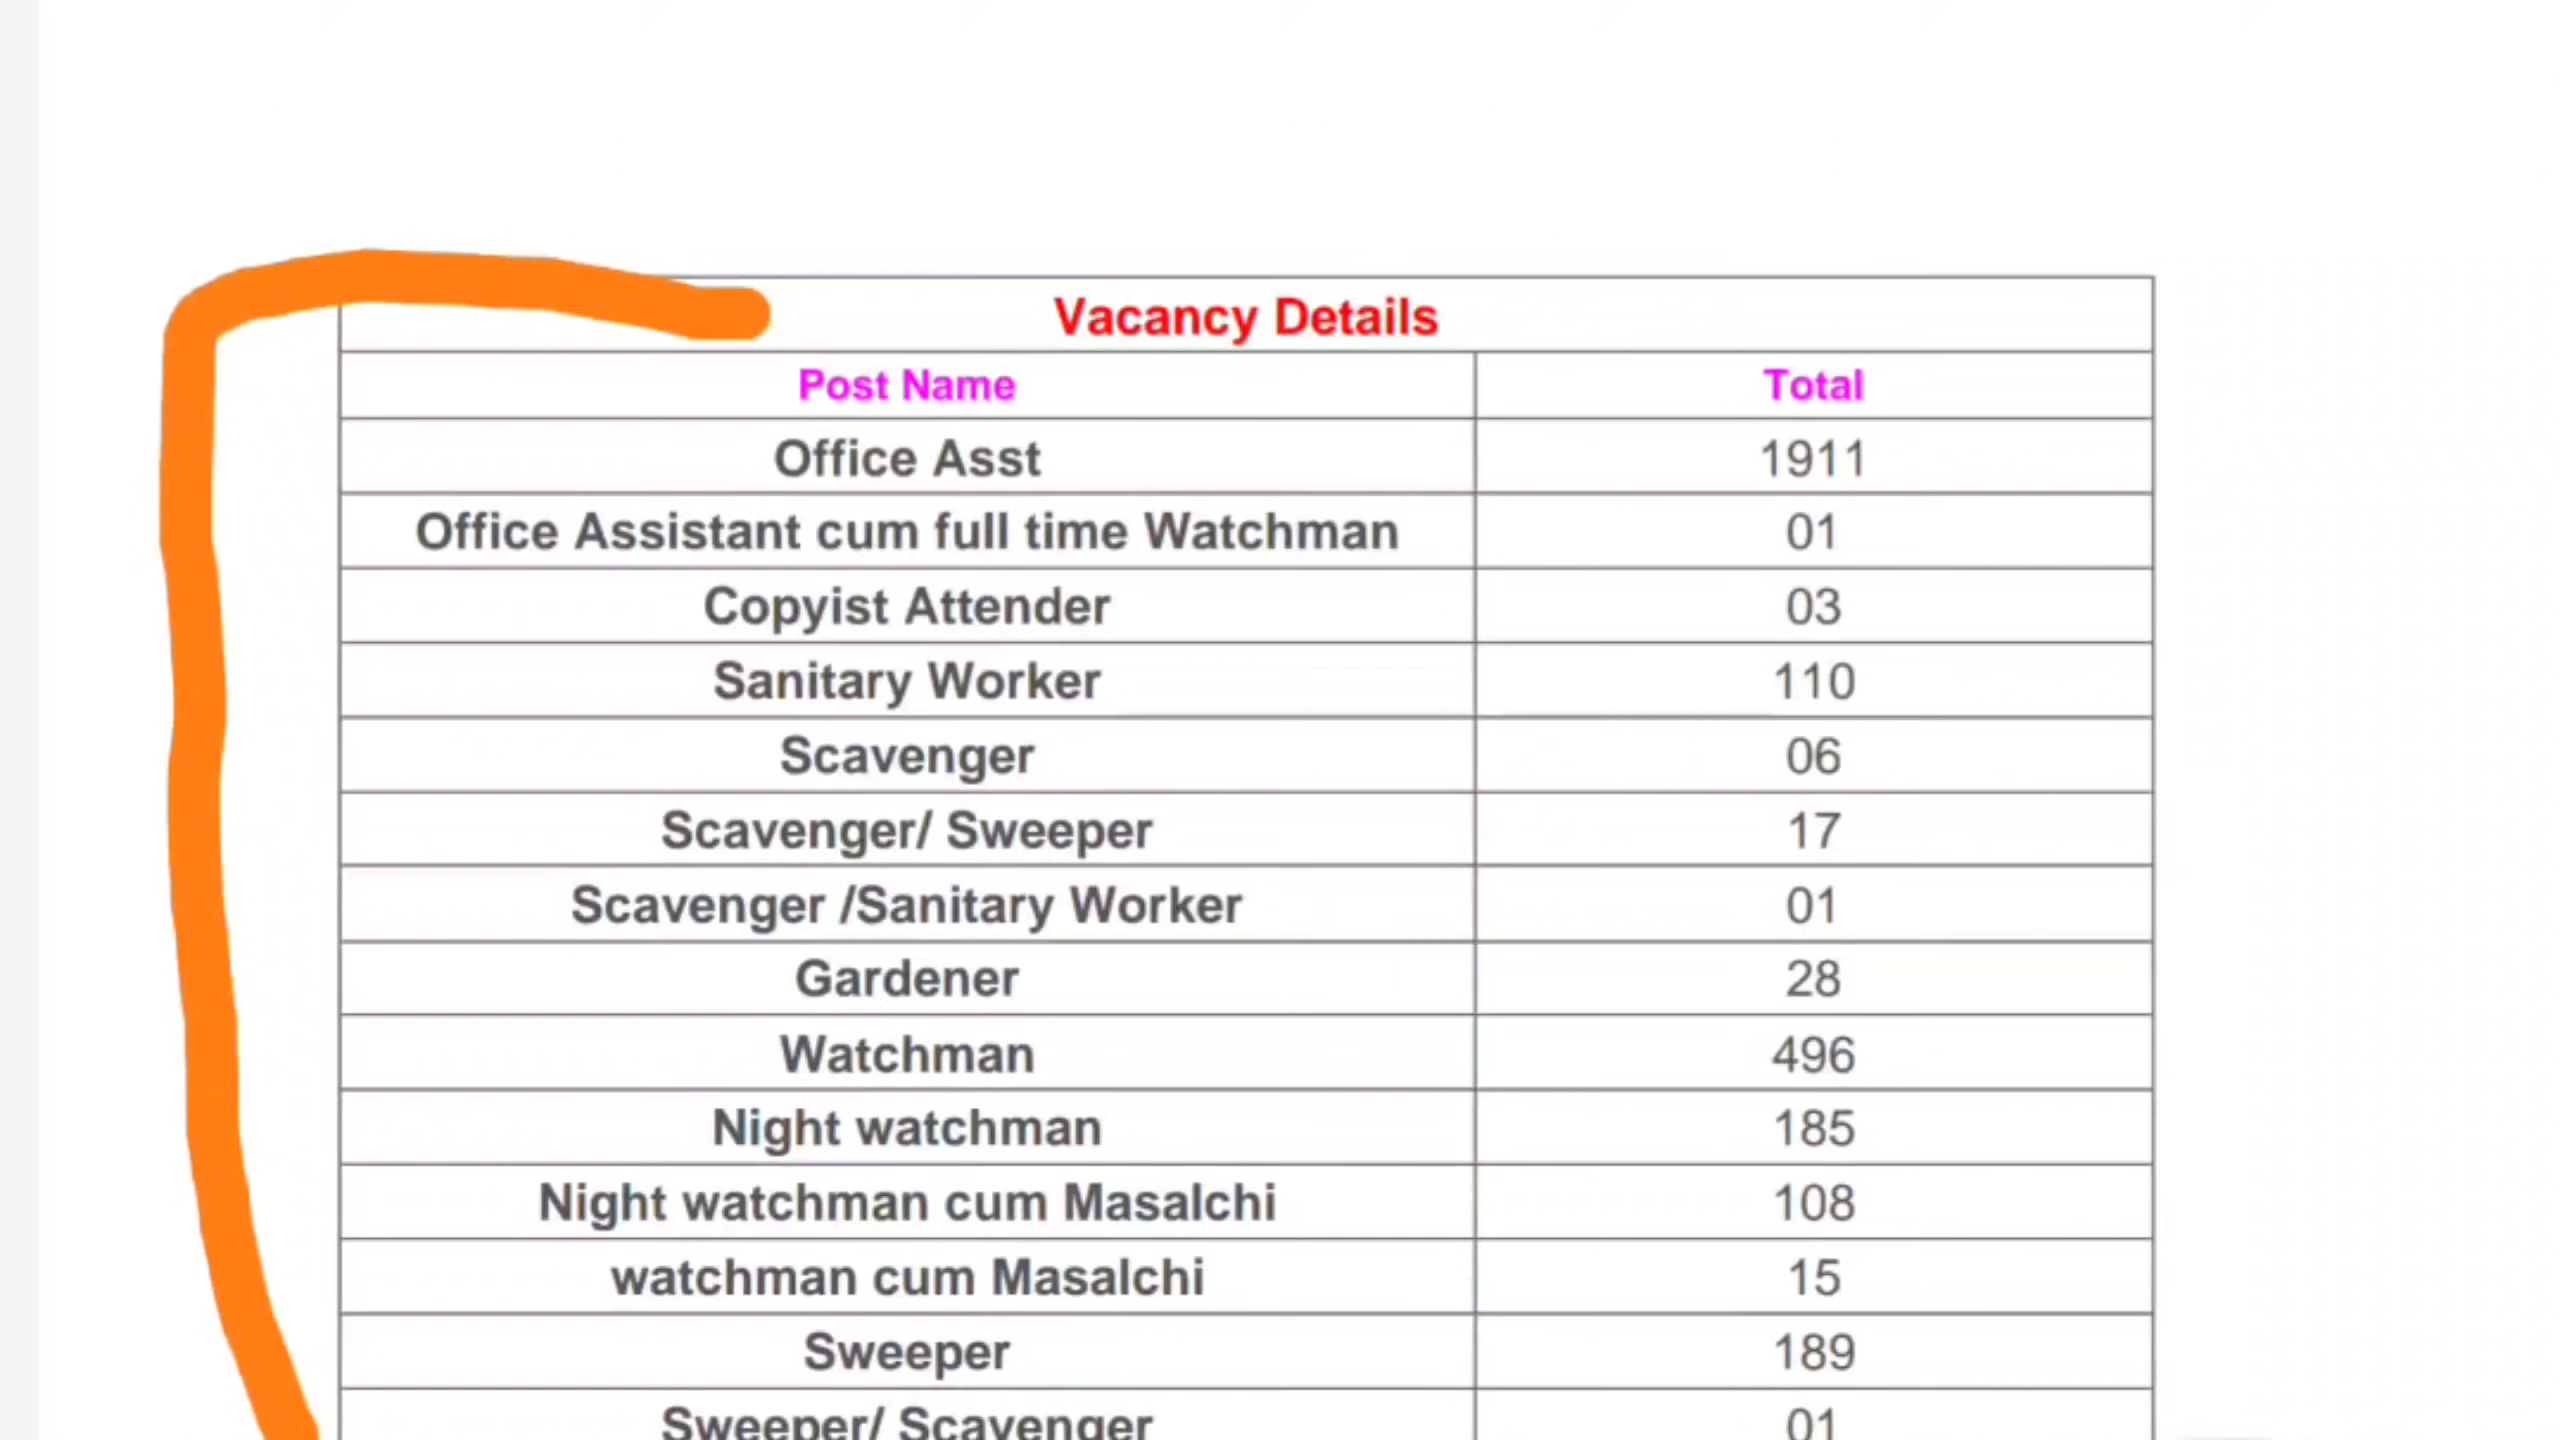 Vacancy Details
Post Name Total
Office Asst 1911
Office Assistant cum full time Watchman 01
Copyist Attender 03
Sanitary Worker 110
Scavenger 06
Scavenger/ Sweeper 17
Scavenger /Sanitary Worker 01
Gardener 28
Watchman 496
Night watchman 185
Night watchman cum Masalchi 108
watchman cum Masalchi 15
Sweeper 189
Sweeper/ Scavenger 01